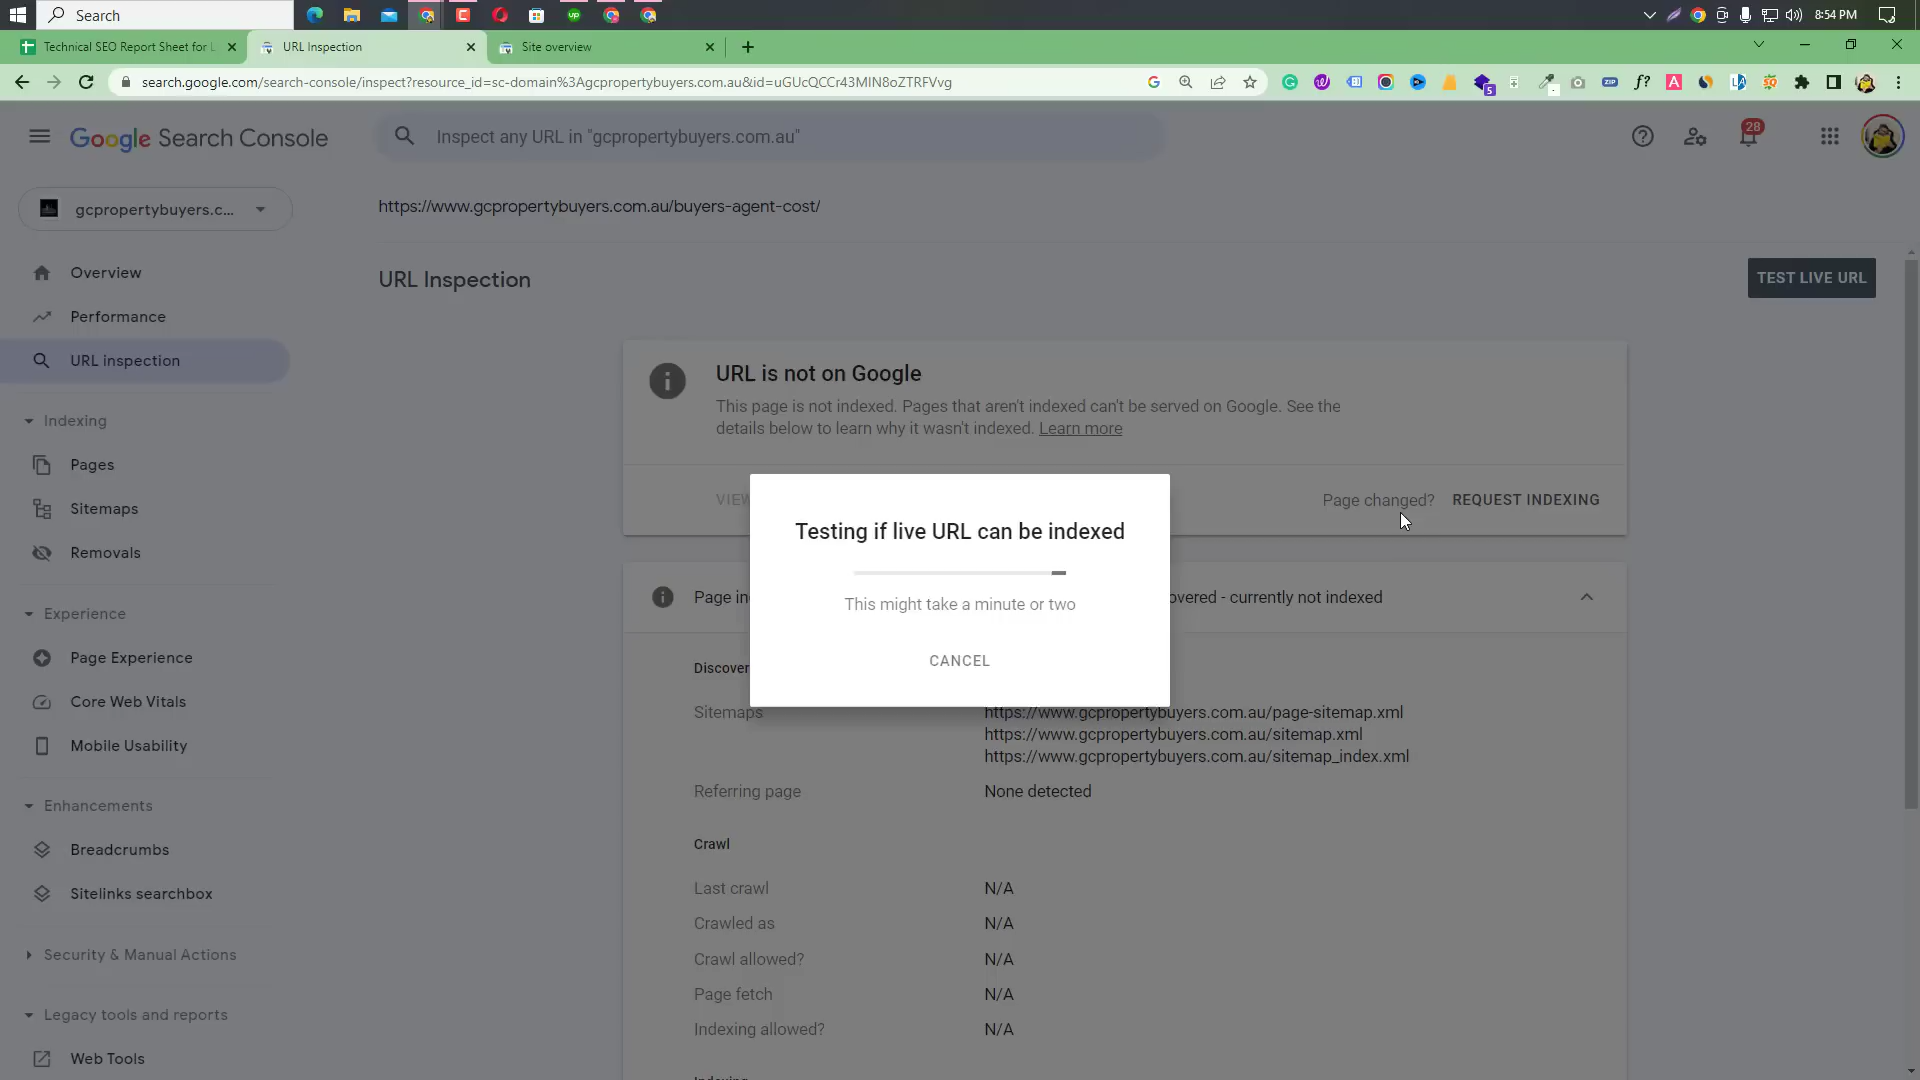 Search
8:54 PM
Technical SEO Report Sheet for L
URL Inspection
Site overview
search.google.com/search-console/inspect?resource_id=sc-domain%3Agcpropertybuyers.com.au&id=uGUcQCCr43MIN8oZTRFVvg
Google Search Console
Inspect any URL in "gcpropertybuyers.com.au"
28
gcpropertybuyers.c...
https://www.gcpropertybuyers.com.au/buyers-agent-cost/
Overview
Performance
URL inspection
Indexing
Pages
Sitemaps
Removals
Experience
Page Experience
Core Web Vitals
Mobile Usability
Enhancements
Breadcrumbs
Sitelinks searchbox
Security & Manual Actions
Legacy tools and reports
Web Tools
URL Inspection
TEST LIVE URL
URL is not on Google
This page is not indexed. Pages that aren't indexed can't be served on Google. See the
details below to learn why it wasn't indexed. Learn more
VIEW
Page changed? REQUEST INDEXING
Testing if live URL can be indexed
This might take a minute or two
CANCEL
Page in
overed - currently not indexed
Discover
Sitemaps
https://www.gcpropertybuyers.com.au/page-sitemap.xml
https://www.gcpropertybuyers.com.au/sitemap.xml
https://www.gcpropertybuyers.com.au/sitemap_index.xml
Referring page None detected
Crawl
Last crawl N/A
Crawled as N/A
Crawl allowed? N/A
Page fetch N/A
Indexing allowed? N/A